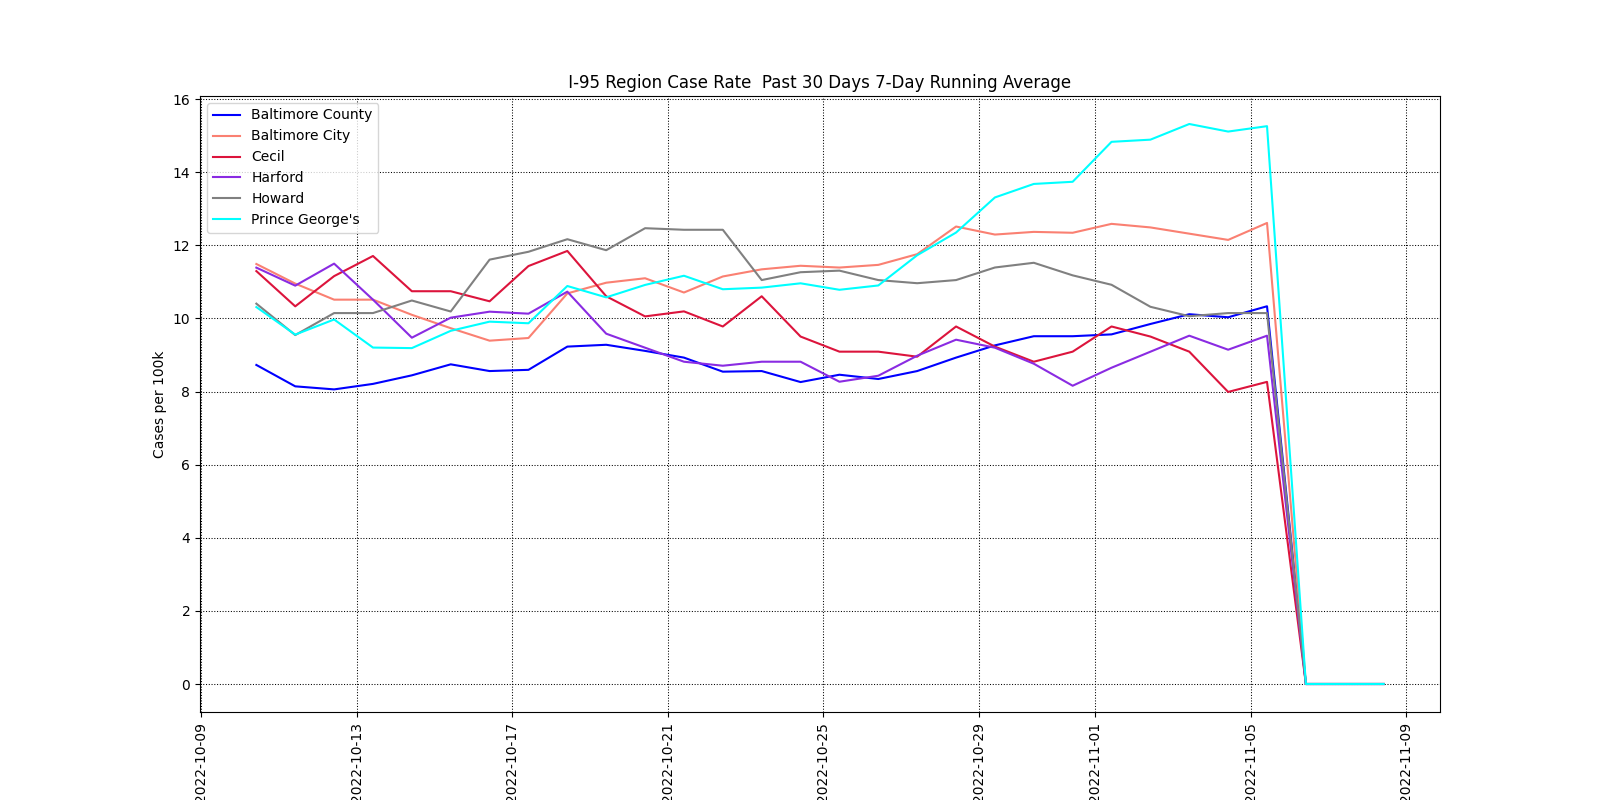 I-95 Region Case Rate  Past 30 Days 7-Day Running Average
Baltimore County
Baltimore City
Cecil
Harford
Howard
Prince George's
Cases per 100k
16
14
12
10
8
6
4
2
0
2022-10-09
2022-10-13
2022-10-17
2022-10-21
2022-10-25
2022-10-29
2022-11-01
2022-11-05
2022-11-09